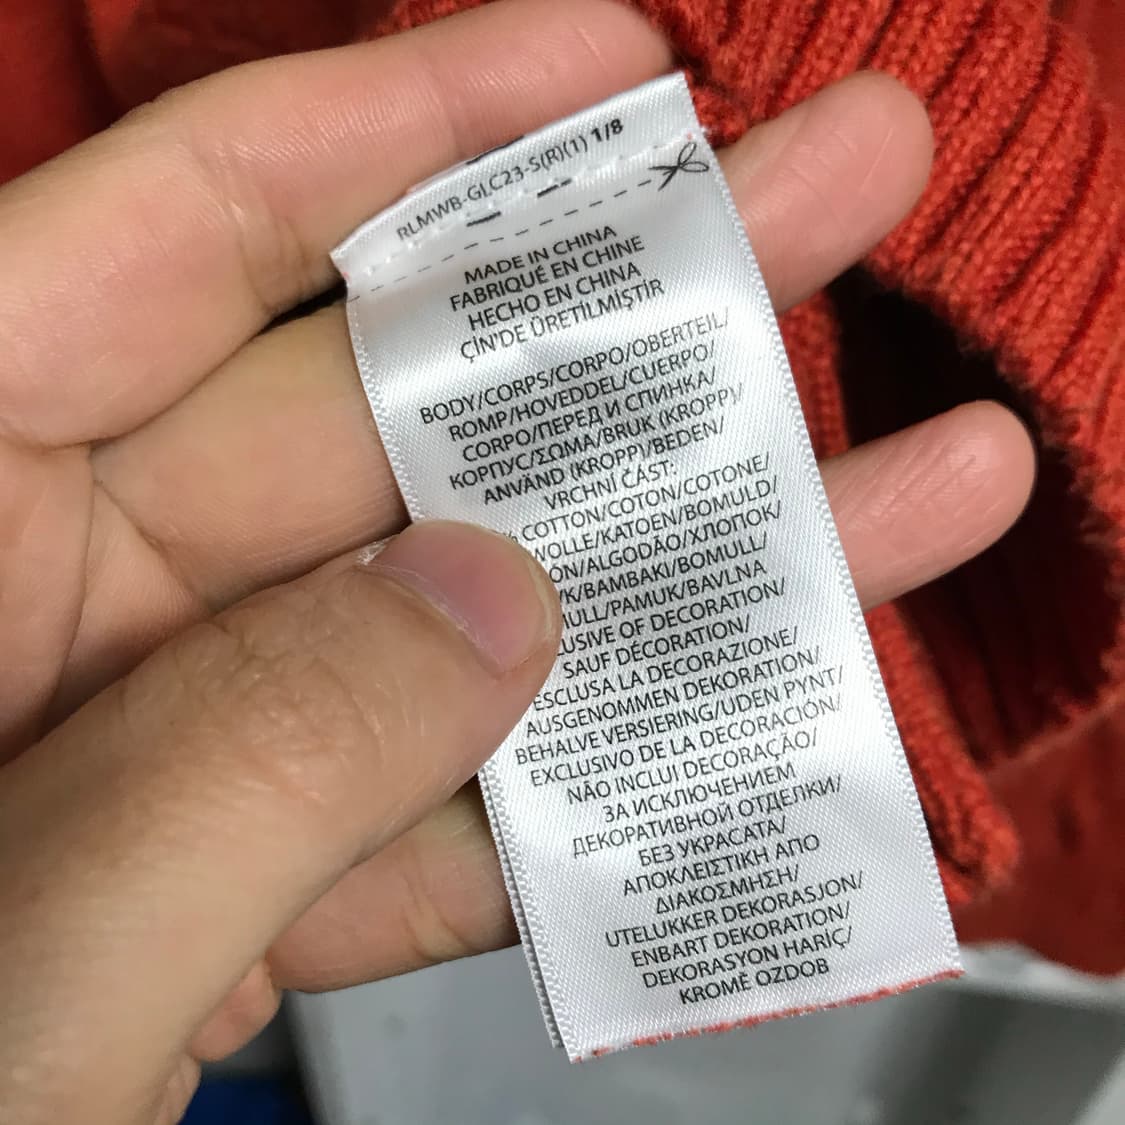 RLMWB-GLC23-S(R)(1) 1/8
MADE IN CHINA
FABRIQUÉ EN CHINE
HECHO EN CHINA
ÇİN'DE ÜRETİLMİŞTİR
BODY/CORPS/CORPO/OBERTEIL/
ROMP/HOVEDDEL/CUERPO/
CORPO/ПЕРЕД И СПИНКА/
КОРПУС/ΣΩΜΑ/BRUK (KROPP)/
ANVÄND (KROPP)/BEDEN/
VRCHNÍ ČÁST:
% COTTON/COTON/COTONE/
WOLLE/KATOEN/BOMULD/
ON/ALGODÃO/ХЛОПОК/
/BAMBAKI/BOMULL/
ULL/PAMUK/BAVLNA
LUSIVE OF DECORATION/
SAUF DÉCORATION/
ESCLUSA LA DECORAZIONE/
AUSGENOMMEN DEKORATION/
BEHALVE VERSIERING/UDEN PYNT/
EXCLUSIVO DE LA DECORACIÓN/
NÃO INCLUI DECORAÇÃO/
ЗА ИСКЛЮЧЕНИЕМ
ДЕКОРАТИВНОЙ ОТДЕЛКИ/
БЕЗ УКРАСАТА/
ΑΠΟΚΛΕΙΣΤΙΚΗ ΑΠΟ
ΔΙΑΚΟΣΜΗΣΗ/
UTELUKKER DEKORASJON/
ENBART DEKORATION/
DEKORASYON HARİÇ/
KROMĚ OZDOB